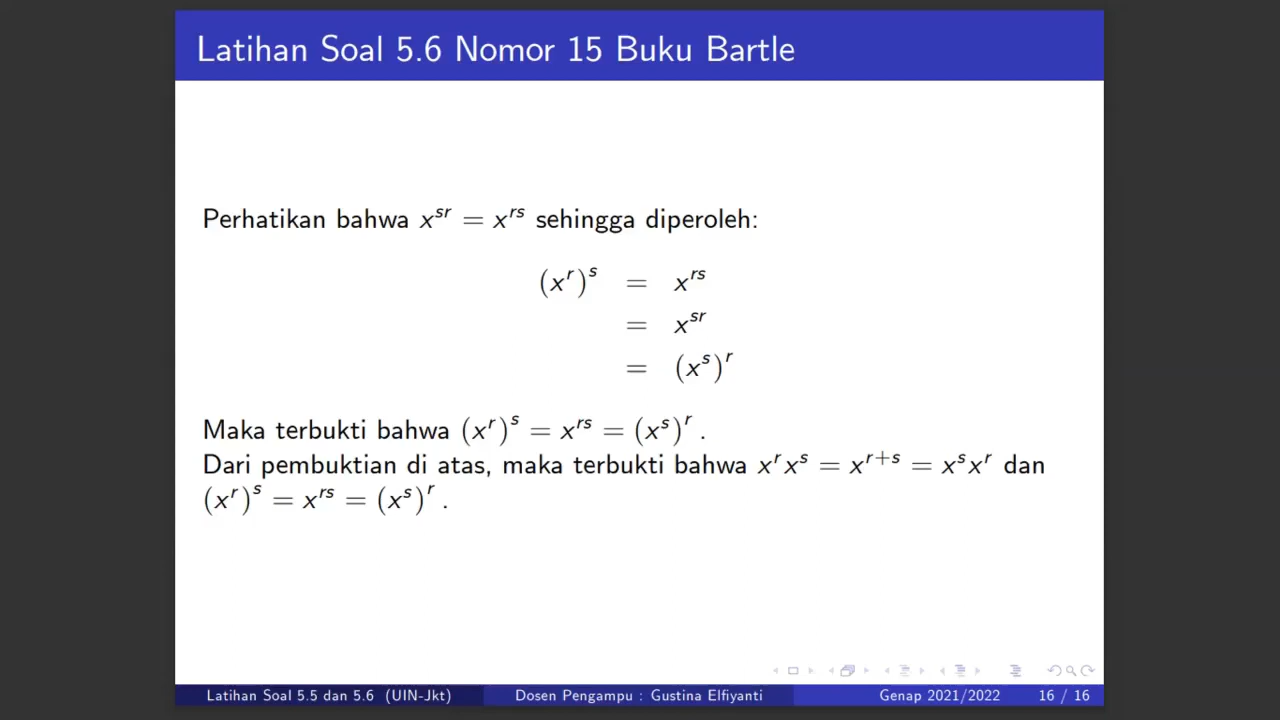 Latihan Soal 5.6 Nomor 15 Buku Bartle
Perhatikan bahwa x^{sr} = x^{rs} sehingga diperoleh:
(x^r)^s = x^{rs}
= x^{sr}
= (x^s)^r
Maka terbukti bahwa (x^r)^s = x^{rs} = (x^s)^r .
Dari pembuktian di atas, maka terbukti bahwa x^r x^s = x^{r+s} = x^s x^r dan
(x^r)^s = x^{rs} = (x^s)^r .
Latihan Soal 5.5 dan 5.6 (UIN-Jkt) Dosen Pengampu : Gustina Elfiyanti Genap 2021/2022 16 / 16